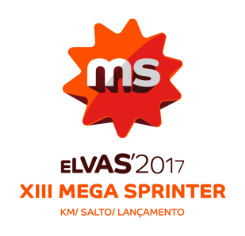 ms
ELVAS'2017
XIII MEGA SPRINTER
KM/ SALTO/ LANÇAMENTO